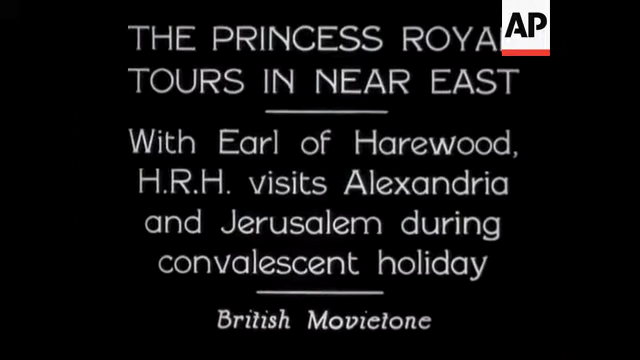 THE PRINCESS ROYAL
TOURS IN NEAR EAST
With Earl of Harewood,
H.R.H. visits Alexandria
and Jerusalem during
convalescent holiday
British Movietone
AP